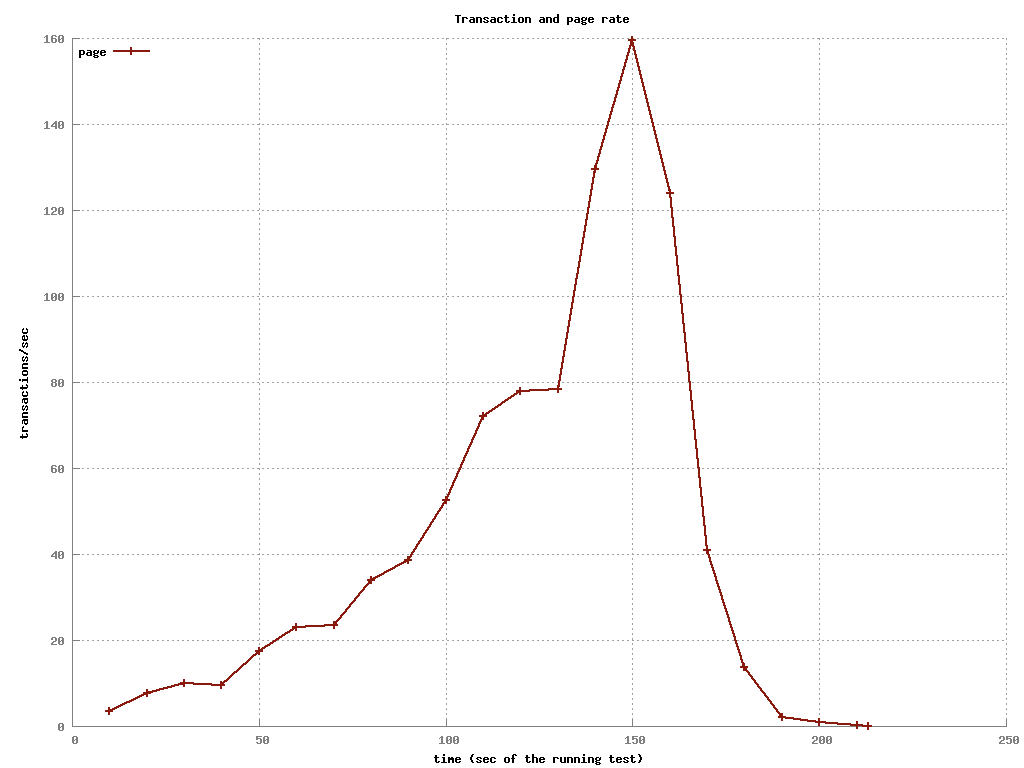 Transaction and page rate
page
160
140
120
100
80
60
40
20
0
transactions/sec
0 50 100 150 200 250
time (sec of the running test)